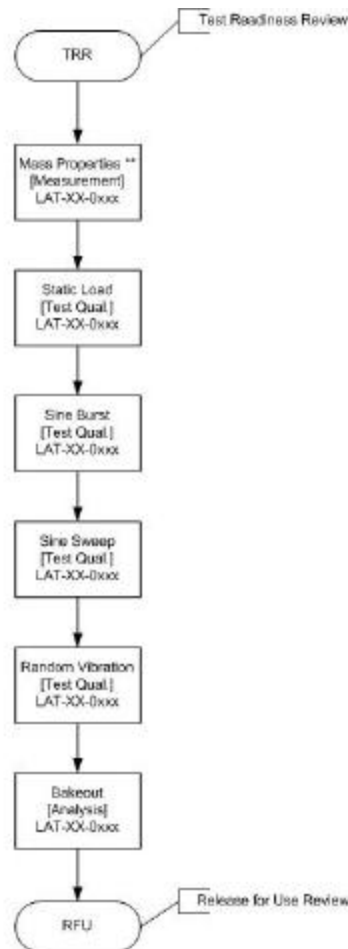 Test Readiness Review
TRR
Mass Properties **
[Measurement]
LAT-XX-0xxx
Static Load
[Test Qual.]
LAT-XX-0xxx
Sine Burst
[Test Qual.]
LAT-XX-0xxx
Sine Sweep
[Test Qual.]
LAT-XX-0xxx
Random Vibration
[Test Qual.]
LAT-XX-0xxx
Bakeout
[Analysis]
LAT-XX-0xxx
Release for Use Review
RFU